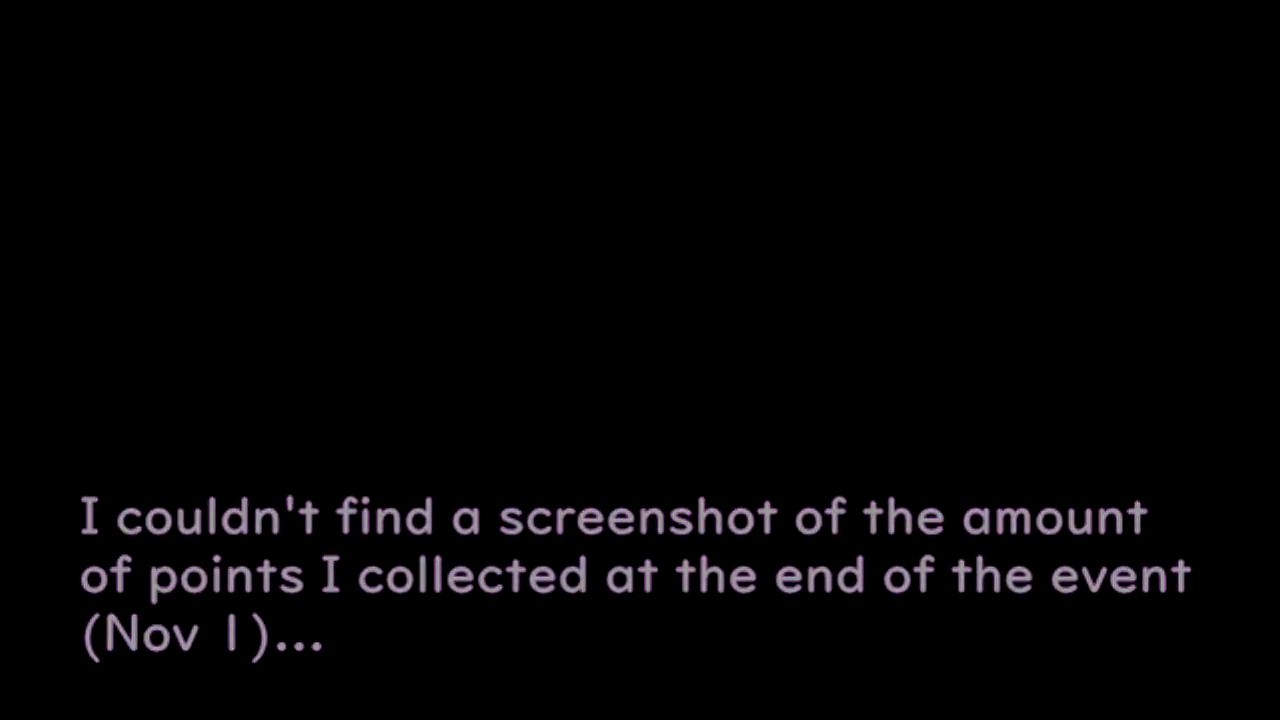 I couldn't find a screenshot of the amount
of points I collected at the end of the event
(Nov 1)...